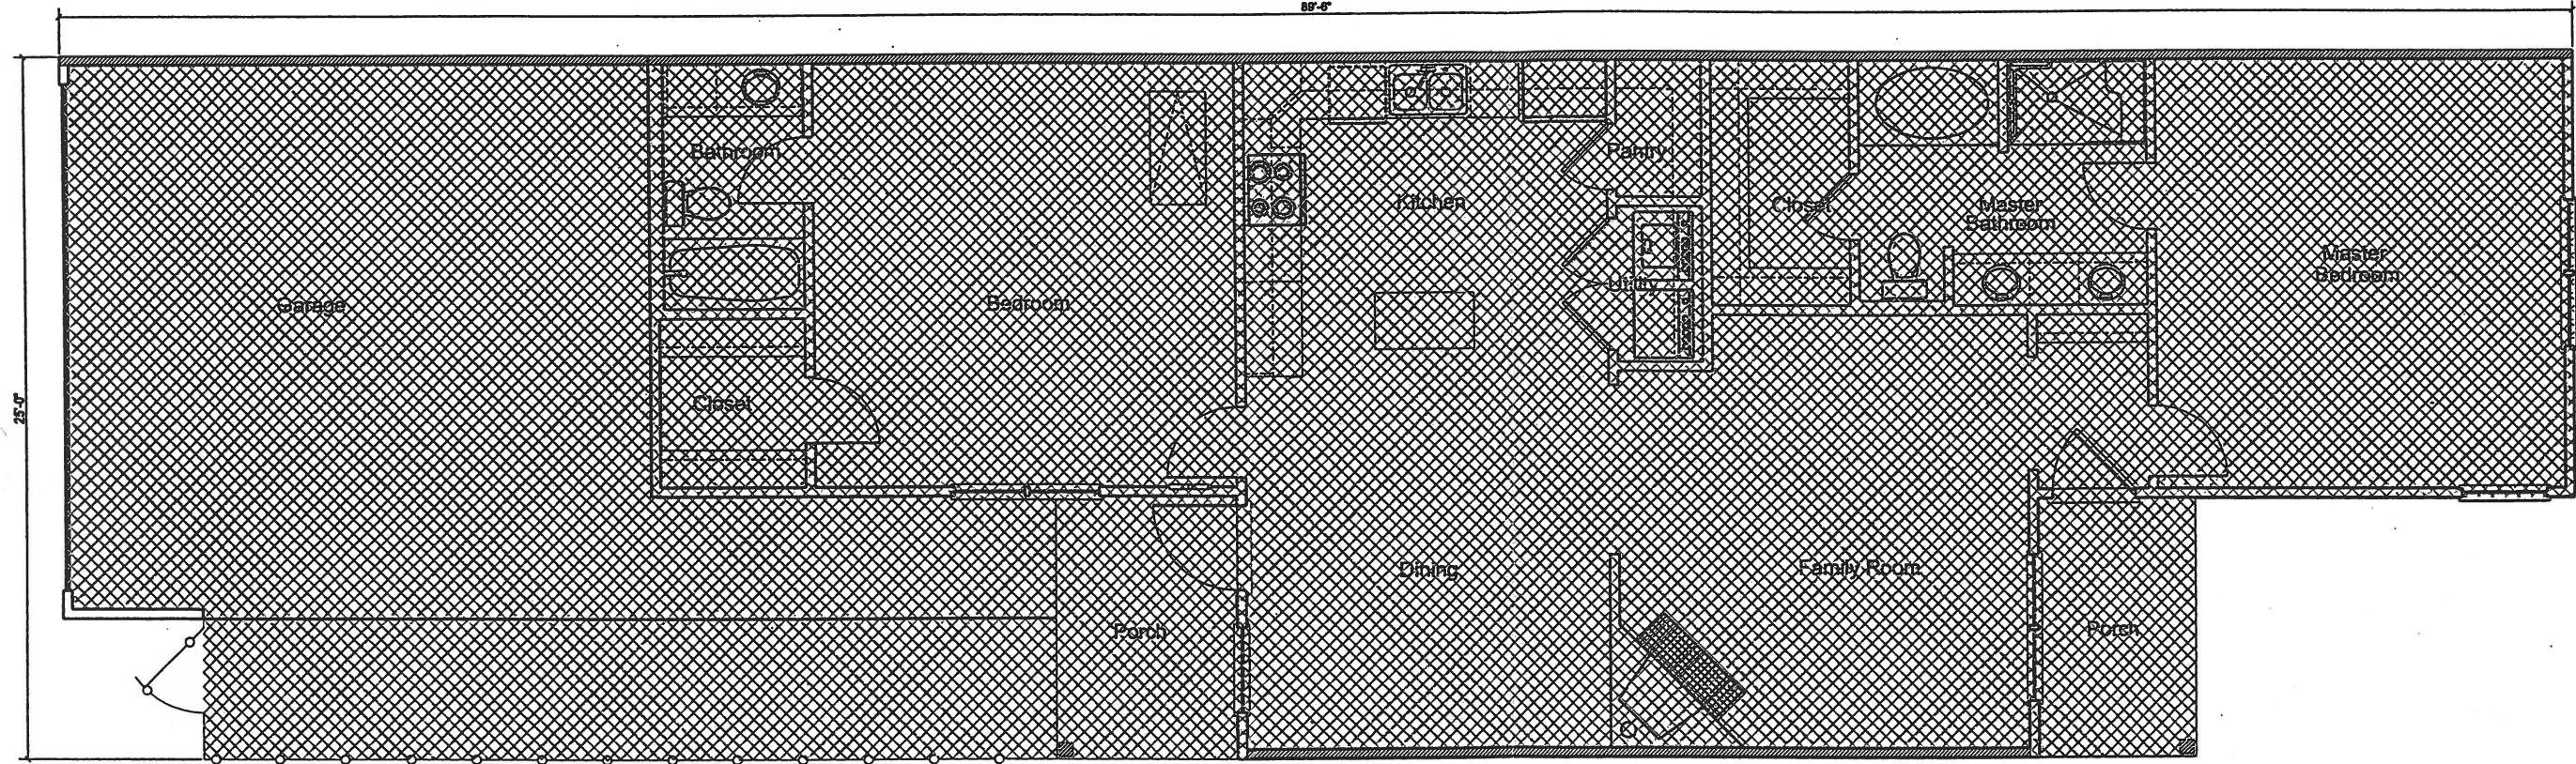 89'-6"
25'-0"
Garage
Bathroom
Closet
Bedroom
Kitchen
Pantry
Utility
Closet
Master
Bathroom
Master
Bedroom
Porch
Dining
Family Room
Porch